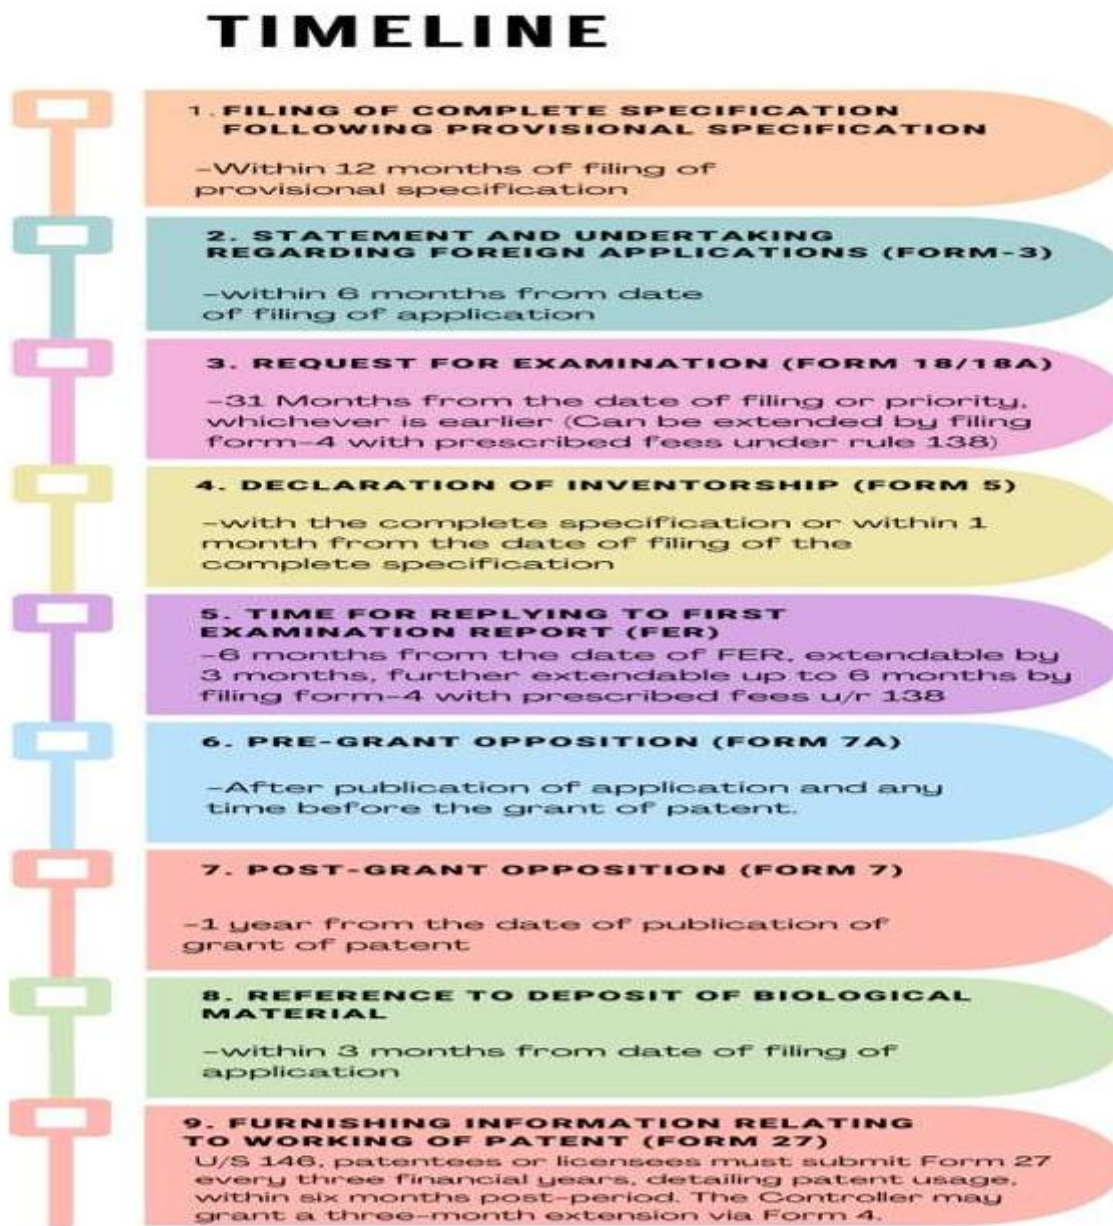 TIMELINE
1. FILING OF COMPLETE SPECIFICATION
FOLLOWING PROVISIONAL SPECIFICATION
-Within 12 months of filing of
provisional specification
2. STATEMENT AND UNDERTAKING
REGARDING FOREIGN APPLICATIONS (FORM-3)
-within 6 months from date
of filing of application
3. REQUEST FOR EXAMINATION (FORM 18/18A)
-31 Months from the date of filing or priority,
whichever is earlier (Can be extended by filing
form-4 with prescribed fees under rule 138)
4. DECLARATION OF INVENTORSHIP (FORM 5)
-with the complete specification or within 1
month from the date of filing of the
complete specification
5. TIME FOR REPLYING TO FIRST
EXAMINATION REPORT (FER)
-6 months from the date of FER, extendable by
3 months, further extendable up to 6 months by
filing form-4 with prescribed fees u/r 138
6. PRE-GRANT OPPOSITION (FORM 7A)
-After publication of application and any
time before the grant of patent.
7. POST-GRANT OPPOSITION (FORM 7)
-1 year from the date of publication of
grant of patent
8. REFERENCE TO DEPOSIT OF BIOLOGICAL
MATERIAL
-within 3 months from date of filing of
application
9. FURNISHING INFORMATION RELATING
TO WORKING OF PATENT (FORM 27)
U/S 146, patentees or licensees must submit Form 27
every three financial years, detailing patent usage,
within six months post-period. The Controller may
grant a three-month extension via Form 4.